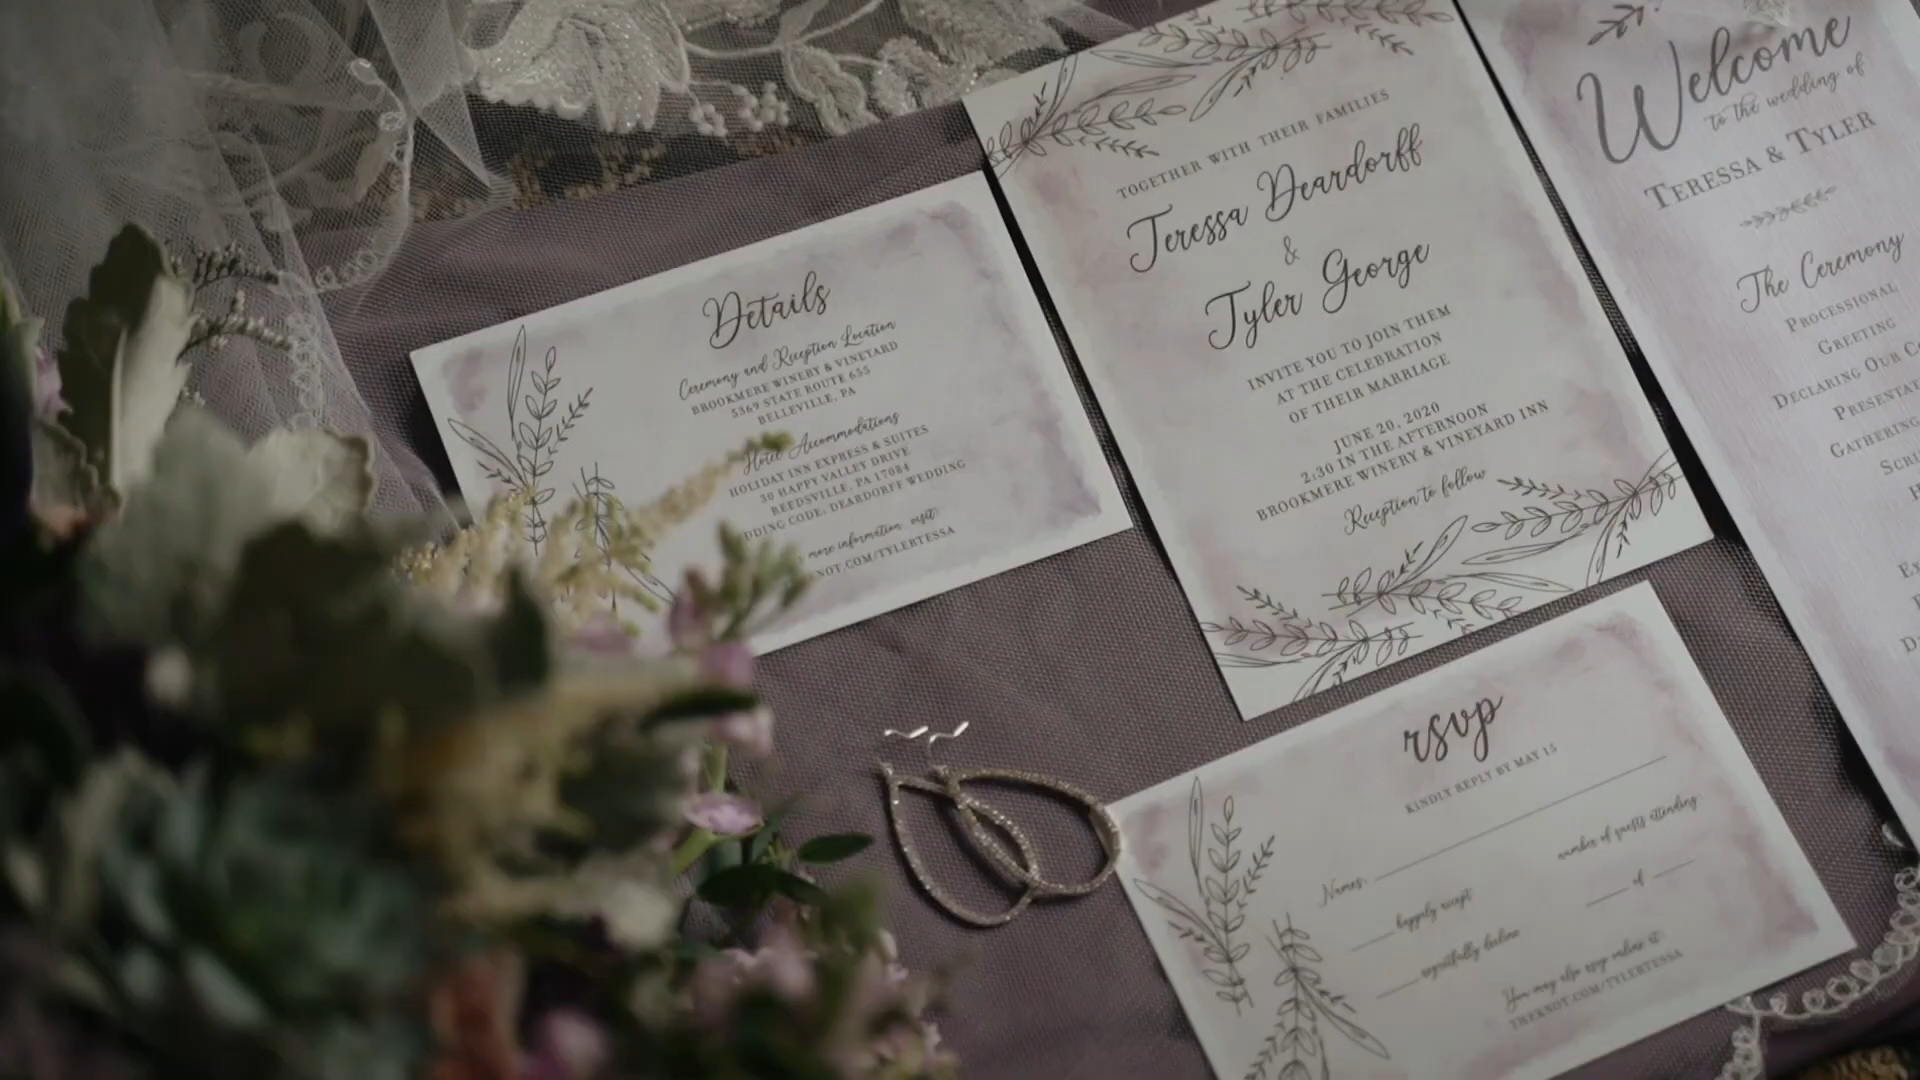 Details
Ceremony and Reception Location
BROOKMERE WINERY & VINEYARD
5369 STATE ROUTE 655
BELLEVILLE, PA
Hotel Accommodations
HOLIDAY INN EXPRESS & SUITES
30 HAPPY VALLEY DRIVE
REEDSVILLE, PA 17084
DDING CODE: DEARDORFF WEDDING
more information visit:
NOT.COM/TYLERTESSA
TOGETHER WITH THEIR FAMILIES
Teressa Deardorff
&
Tyler George
INVITE YOU TO JOIN THEM
AT THE CELEBRATION
OF THEIR MARRIAGE
JUNE 20, 2020
2:30 IN THE AFTERNOON
BROOKMERE WINERY & VINEYARD INN
Reception to follow
rsvp
KINDLY REPLY BY MAY 15
Names:
number of guests attending:
happily accept
of
regretfully decline
You may also rsvp online @
THEKNOT.COM/TYLERTESSA
Welcome
to the wedding of
TERESSA & TYLER
The Ceremony
PROCESSIONAL
GREETING
DECLARING OUR
PRESENTAT
GATHERING
SCRI